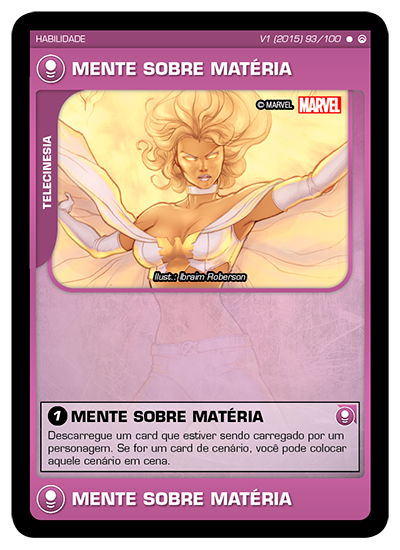 HABILIDADE V1 (2015) 93/100
MENTE SOBRE MATÉRIA
© MARVEL MARVEL
TELECINESIA
Ilust.: Ibraim Roberson
1 MENTE SOBRE MATÉRIA
Descarregue um card que estiver sendo carregado por um
personagem. Se for um card de cenário, você pode colocar
aquele cenário em cena.
MENTE SOBRE MATÉRIA